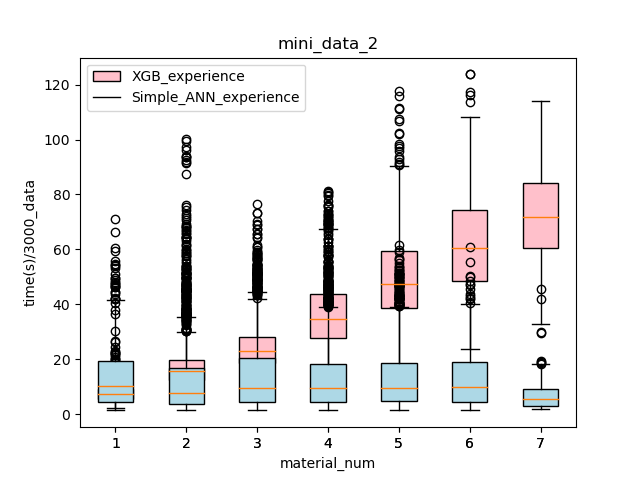 mini_data_2
XGB_experience
Simple_ANN_experience
time(s)/3000_data
120
100
80
60
40
20
0
1 2 3 4 5 6 7
material_num